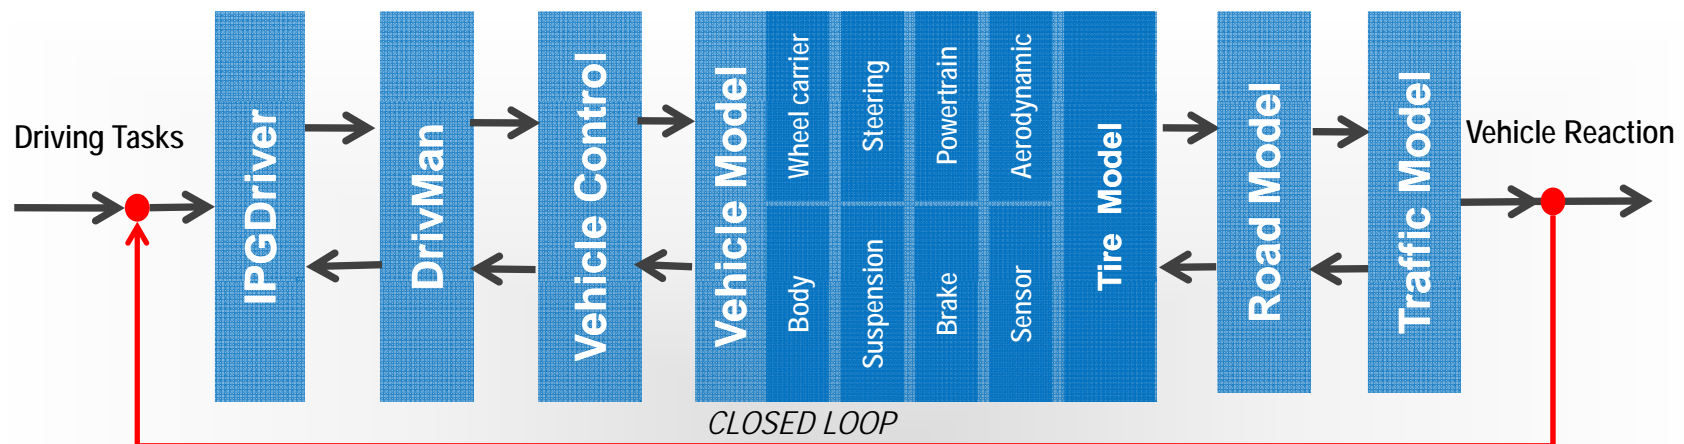 Driving Tasks
IPGDriver
DrivMan
Vehicle Control
Vehicle Model
Wheel carrier
Steering
Powertrain
Aerodynamic
Body
Suspension
Brake
Sensor
Tire Model
Road Model
Traffic Model
Vehicle Reaction
CLOSED LOOP